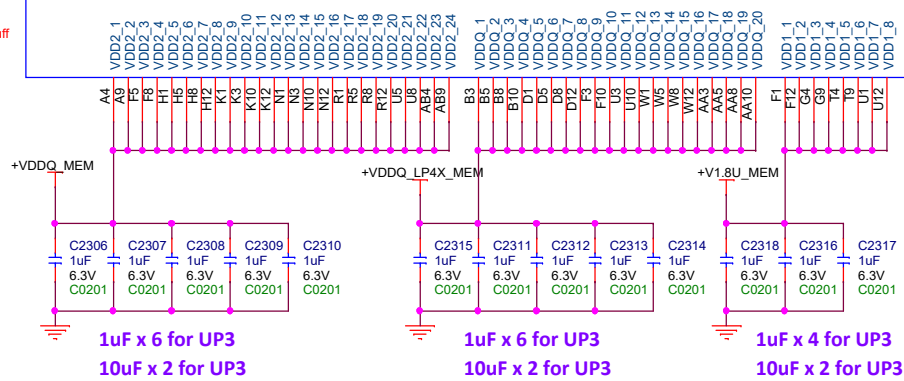 uff
VDD2_1
VDD2_2
VDD2_3
VDD2_4
VDD2_5
VDD2_6
VDD2_7
VDD2_8
VDD2_9
VDD2_10
VDD2_11
VDD2_12
VDD2_13
VDD2_14
VDD2_15
VDD2_16
VDD2_17
VDD2_18
VDD2_19
VDD2_20
VDD2_21
VDD2_22
VDD2_23
VDD2_24
VDDQ_1
VDDQ_2
VDDQ_3
VDDQ_4
VDDQ_5
VDDQ_6
VDDQ_7
VDDQ_8
VDDQ_9
VDDQ_10
VDDQ_11
VDDQ_12
VDDQ_13
VDDQ_14
VDDQ_15
VDDQ_16
VDDQ_17
VDDQ_18
VDDQ_19
VDDQ_20
VDD1_1
VDD1_2
VDD1_3
VDD1_4
VDD1_5
VDD1_6
VDD1_7
VDD1_8
A4
A9
F5
F8
H1
H5
H8
H12
K1
K3
K10
K12
N1
N3
N10
N12
R1
R5
R8
R12
U5
U8
AB4
AB9
B3
B5
B8
B10
D1
D5
D8
D12
F3
F10
U3
U10
W1
W5
W8
W12
AA3
AA5
AA8
AA10
F1
F12
G4
G9
T4
T9
U1
U12
+VDDQ_MEM
+VDDQ_LP4X_MEM
+V1.8U_MEM
C2306 C2307 C2308 C2309 C2310
1uF 1uF 1uF 1uF 1uF
6.3V 6.3V 6.3V 6.3V 6.3V
C0201 C0201 C0201 C0201 C0201
C2315 C2311 C2312 C2313 C2314
1uF 1uF 1uF 1uF 1uF
6.3V 6.3V 6.3V 6.3V 6.3V
C0201 C0201 C0201 C0201 C0201
C2318 C2316 C2317
1uF 1uF 1uF
6.3V 6.3V 6.3V
C0201 C0201 C0201
1uF x 6 for UP3
10uF x 2 for UP3
1uF x 6 for UP3
10uF x 2 for UP3
1uF x 4 for UP3
10uF x 2 for UP3